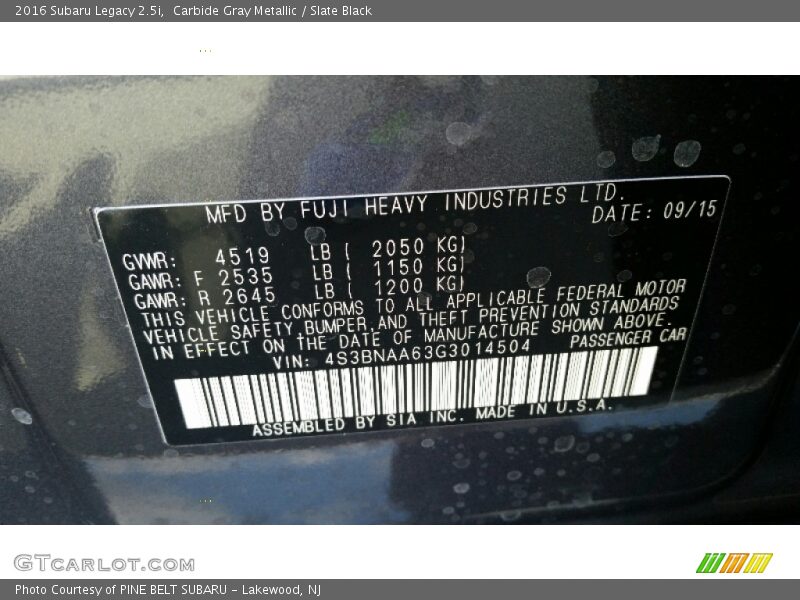 2016 Subaru Legacy 2.5i,  Carbide Gray Metallic / Slate Black
MFD BY FUJI HEAVY INDUSTRIES LTD.
DATE: 09/15
GVWR: 4519 LB ( 2050 KG)
GAWR: F 2535 LB ( 1150 KG)
GAWR: R 2645 LB ( 1200 KG)
THIS VEHICLE CONFORMS TO ALL APPLICABLE FEDERAL MOTOR
VEHICLE SAFETY,BUMPER,AND THEFT PREVENTION STANDARDS
IN EFFECT ON THE DATE OF MANUFACTURE SHOWN ABOVE.
VIN: 4S3BNAA63G3014504 PASSENGER CAR
ASSEMBLED BY SIA INC. MADE IN U.S.A.
GTCARLOT.COM
Photo Courtesy of PINE BELT SUBARU - Lakewood, NJ